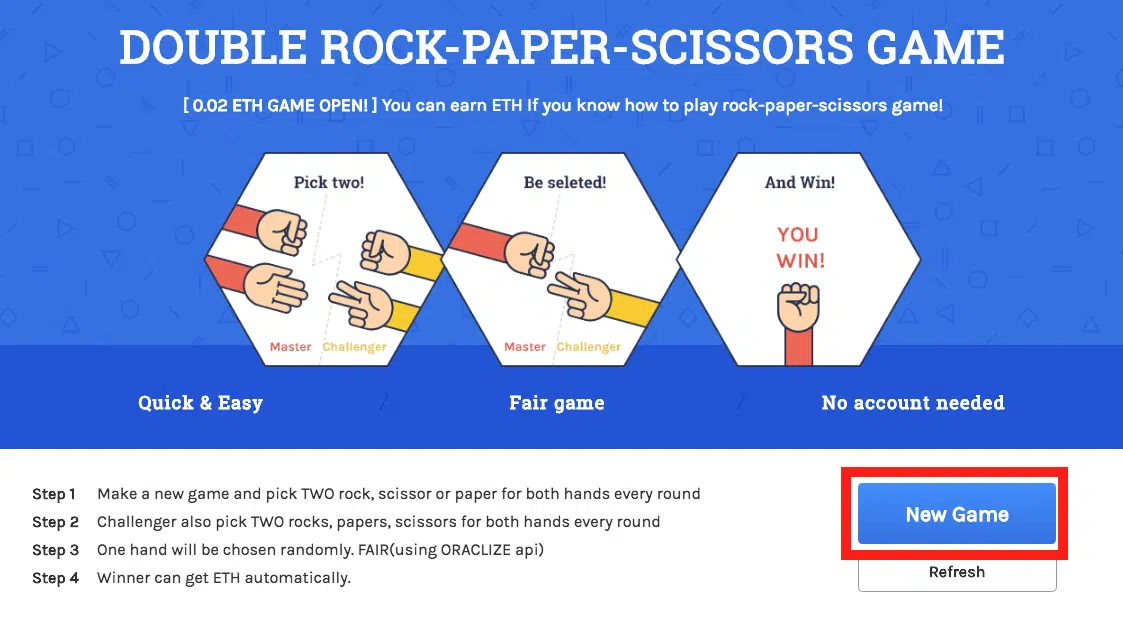 DOUBLE ROCK-PAPER-SCISSORS GAME
[ 0.02 ETH GAME OPEN! ] You can earn ETH If you know how to play rock-paper-scissors game!
Pick two!
Master Challenger
Be seleted!
Master Challenger
And Win!
YOU
WIN!
Quick & Easy / Fair game / No account needed
Step 1 Make a new game and pick TWO rock, scissor or paper for both hands every round
Step 2 Challenger also pick TWO rocks, papers, scissors for both hands every round
Step 3 One hand will be chosen randomly. FAIR(using ORACLIZE api)
Step 4 Winner can get ETH automatically.
New Game
Refresh